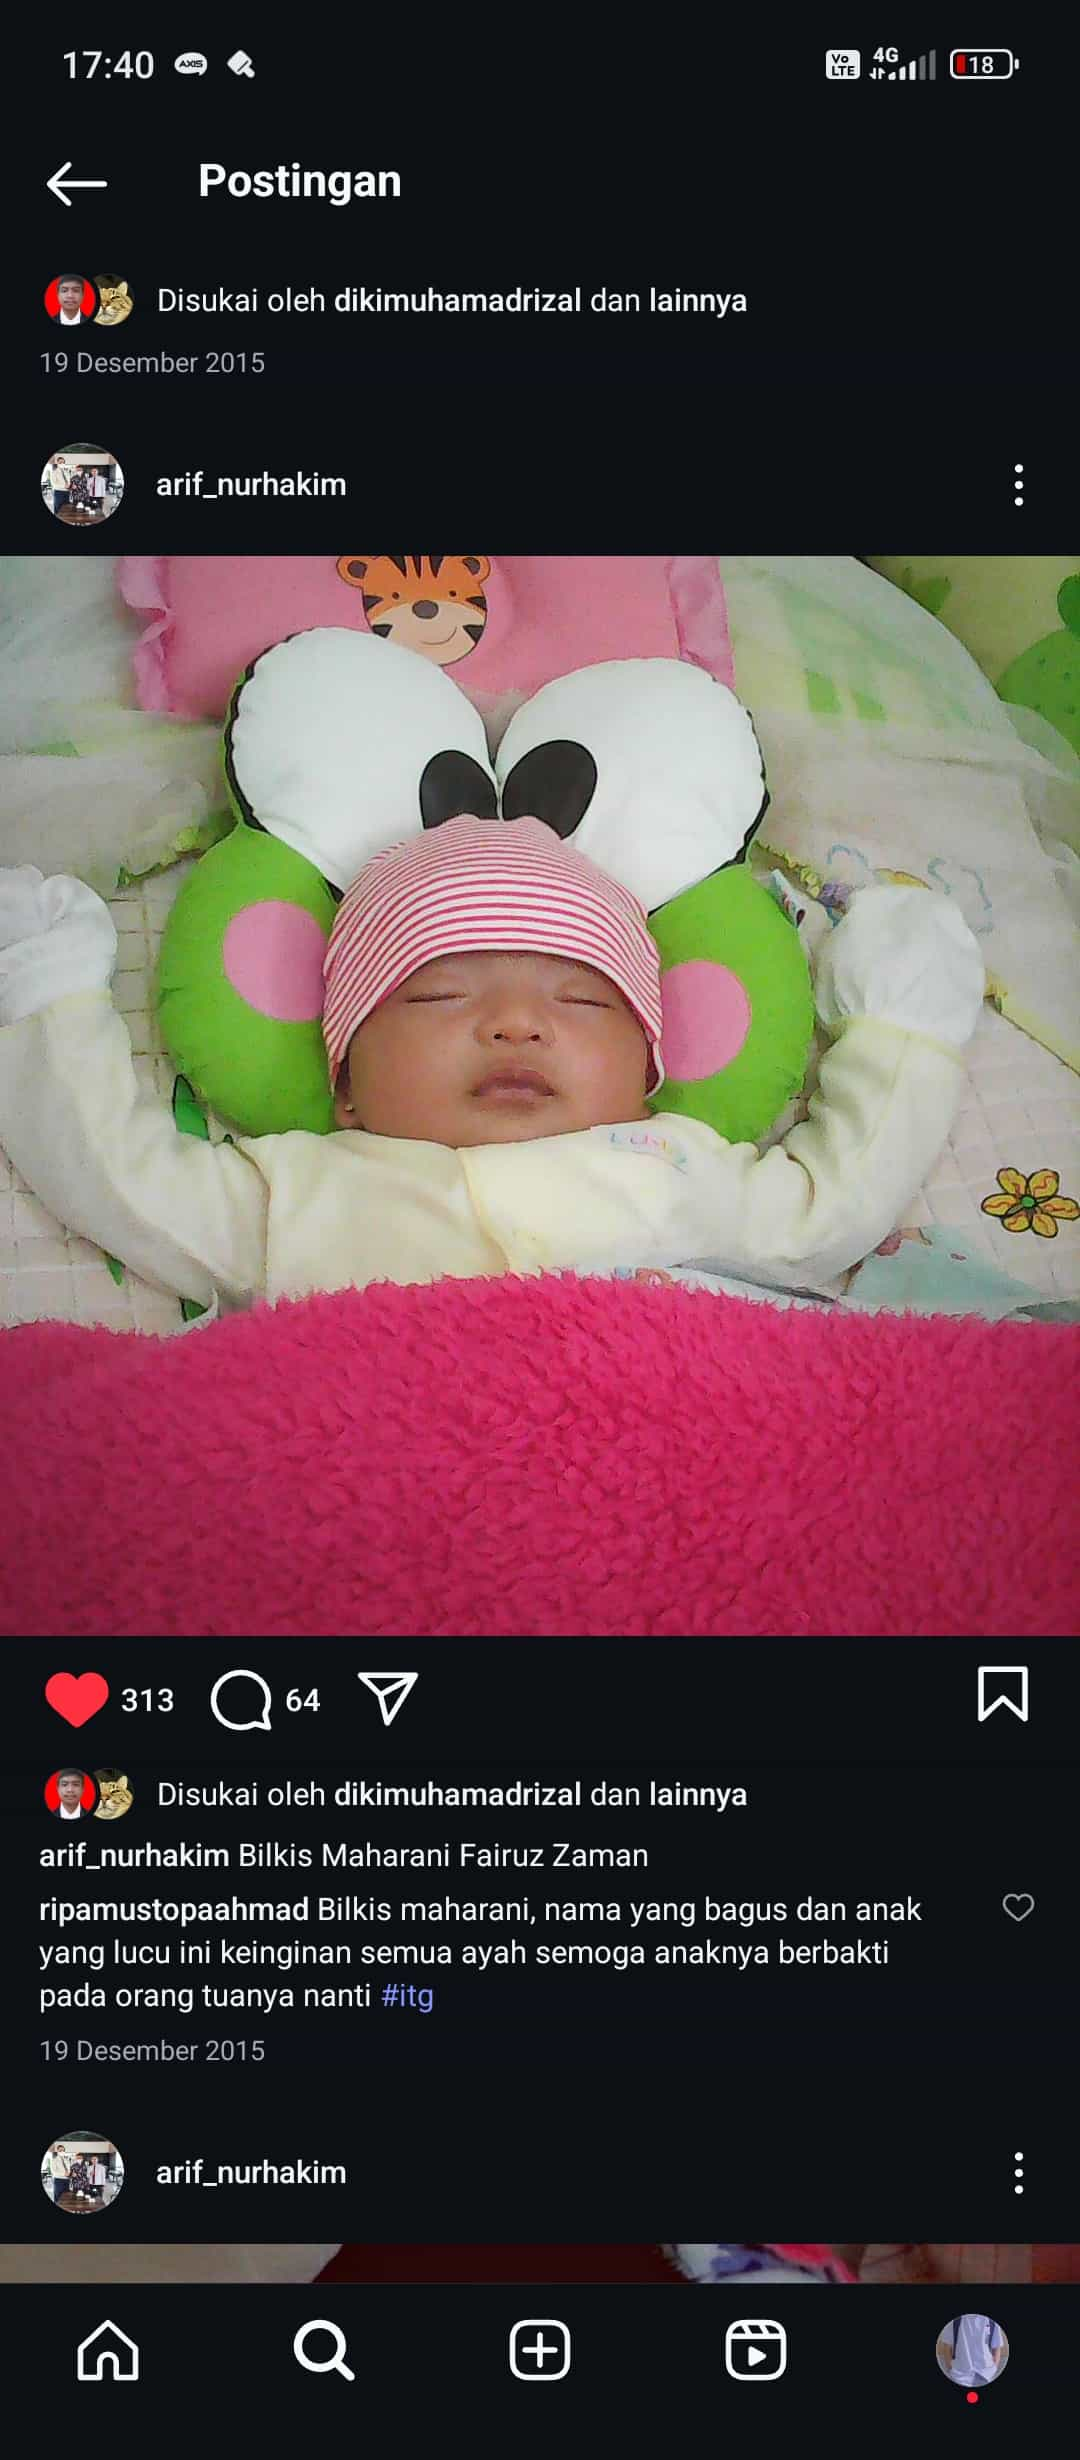 17:40
AXIS
Vo
LTE
4G
18
Postingan
Disukai oleh dikimuhamadrizal dan lainnya
19 Desember 2015
arif_nurhakim
313
64
Disukai oleh dikimuhamadrizal dan lainnya
arif_nurhakim Bilkis Maharani Fairuz Zaman
ripamustopaahmad Bilkis maharani, nama yang bagus dan anak
yang lucu ini keinginan semua ayah semoga anaknya berbakti
pada orang tuanya nanti #itg
19 Desember 2015
arif_nurhakim